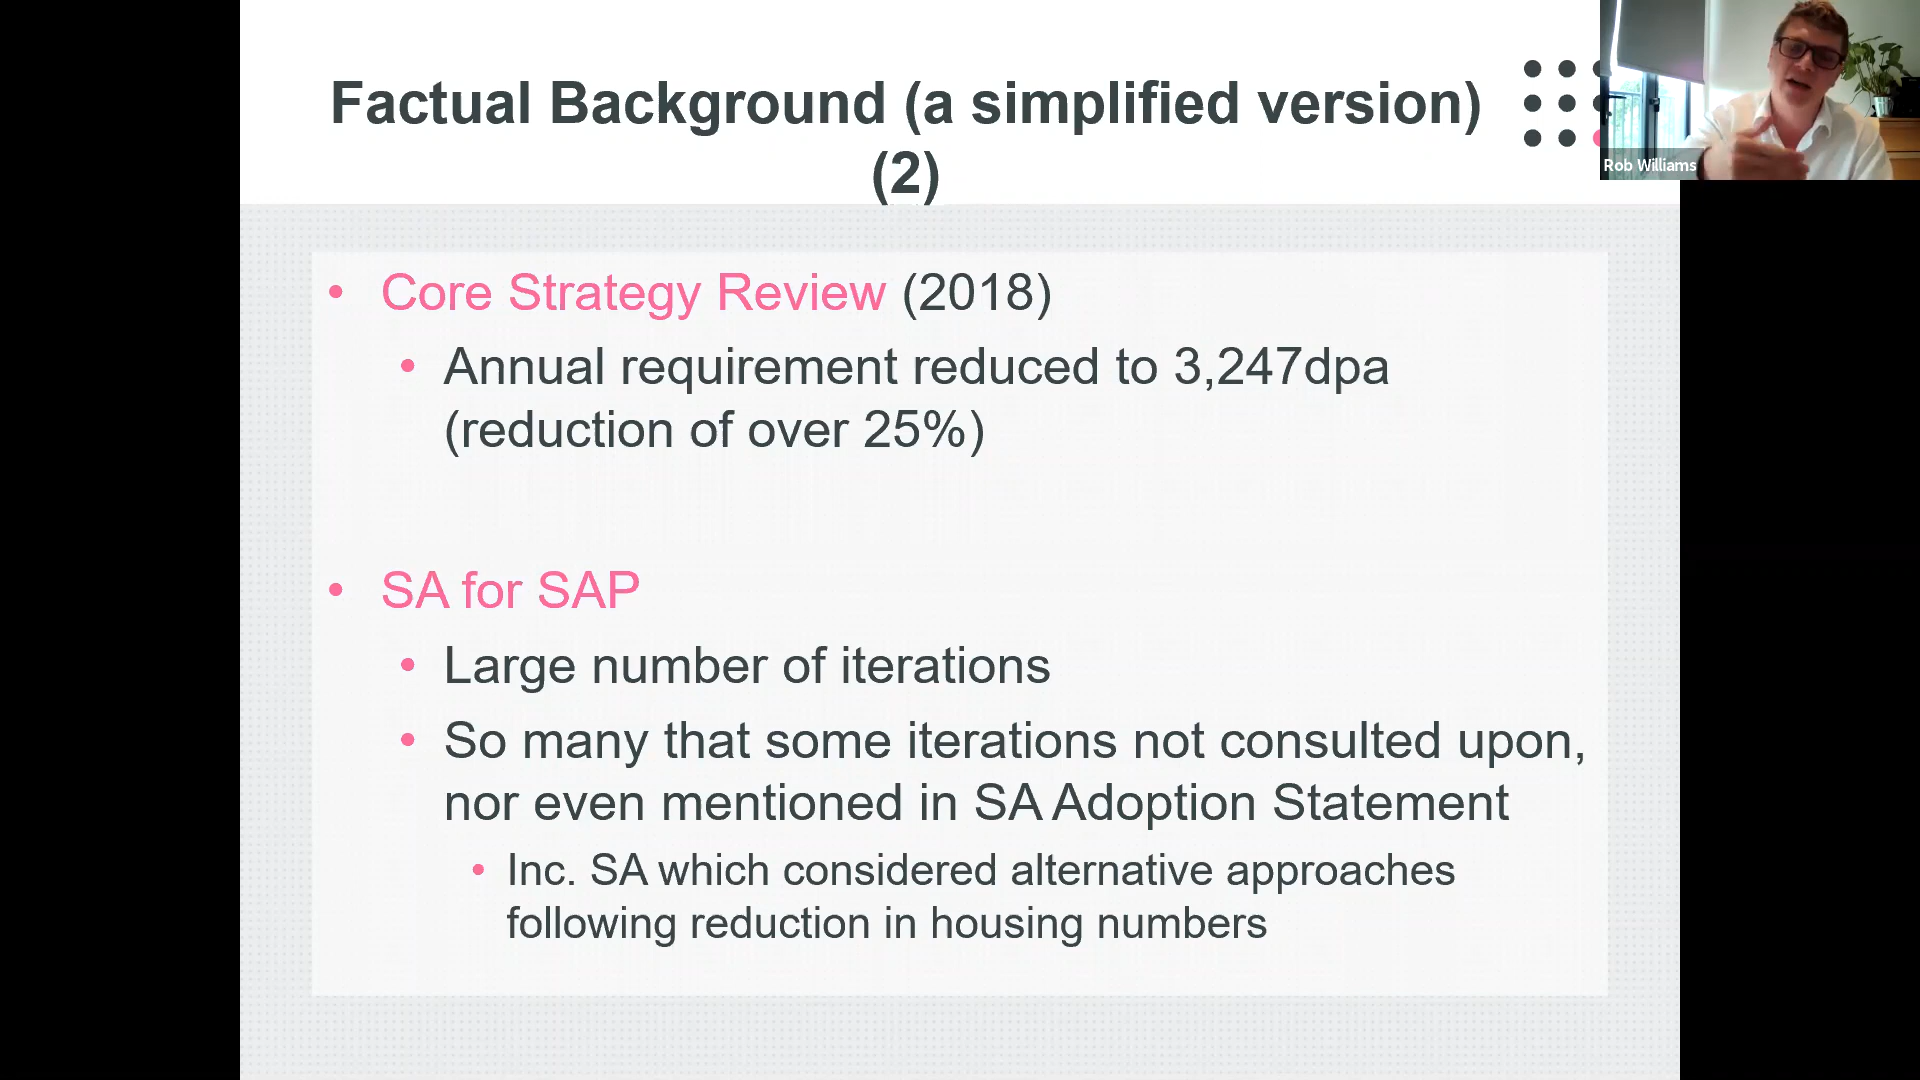 Factual Background (a simplified version)
(2)
Rob Williams
• Core Strategy Review (2018)
• Annual requirement reduced to 3,247dpa
(reduction of over 25%)
• SA for SAP
• Large number of iterations
• So many that some iterations not consulted upon,
nor even mentioned in SA Adoption Statement
• Inc. SA which considered alternative approaches
following reduction in housing numbers